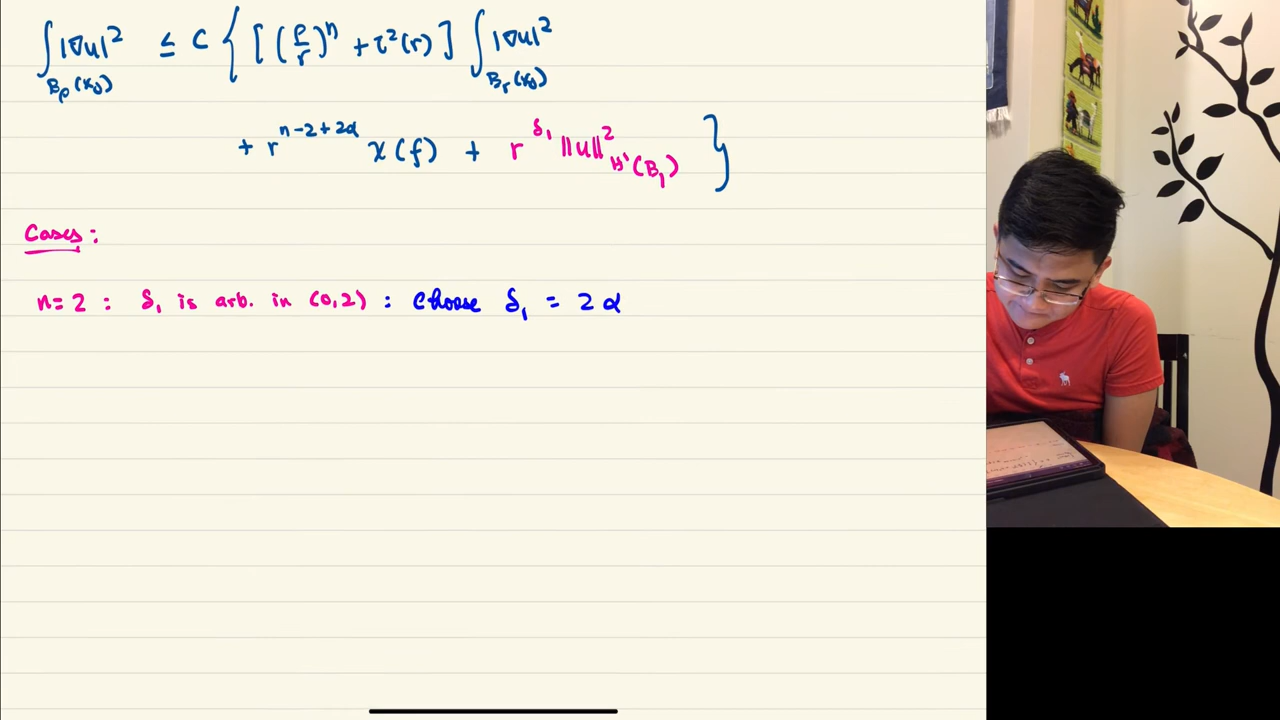 ∫_{B_ρ(x_0)} |∇u|² ≤ C { [ (ρ/r)^n + τ²(r) ] ∫_{B_r(x_0)} |∇u|²
+ r^{n-2+2α} χ(f) + r^{δ_1} ||u||²_{H¹(B_1)} }
Cases:
n=2 : δ_1 is arb. in (0,2) : Choose δ_1 = 2α